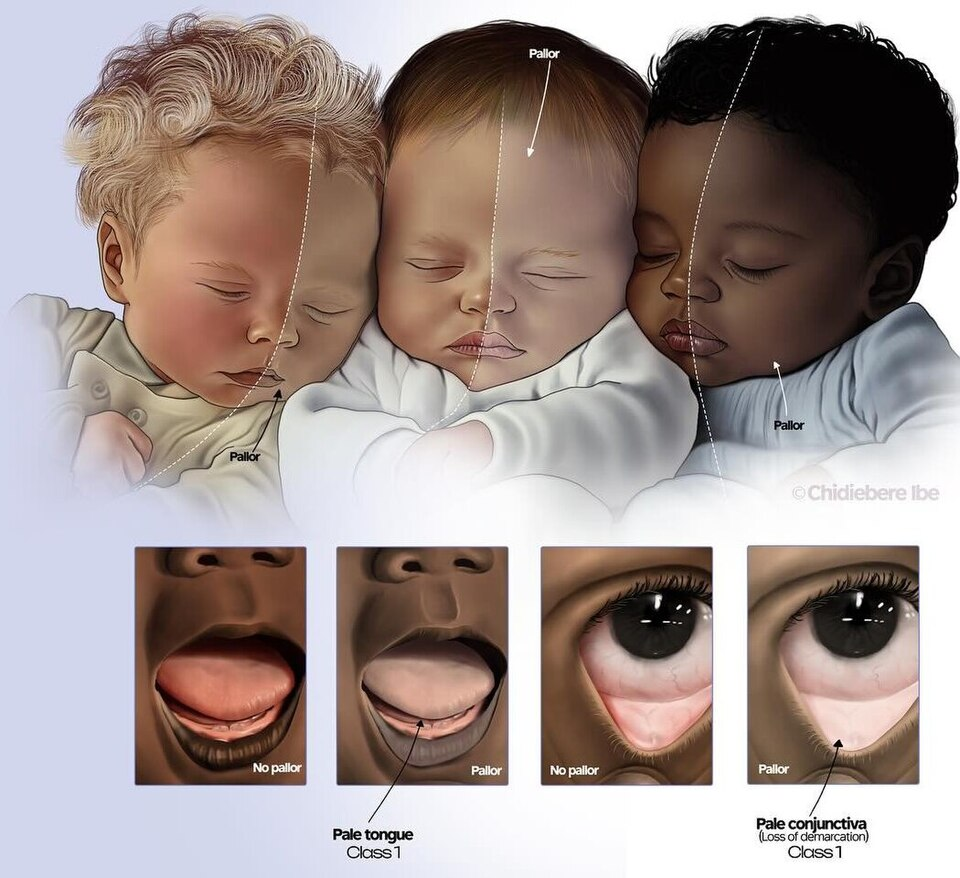 Pallor
Pallor
Pallor
©Chidiebere Ibe
No pallor
Pallor
No pallor
Pallor
Pale tongue
Class 1
Pale conjunctiva
(Loss of demarcation)
Class 1